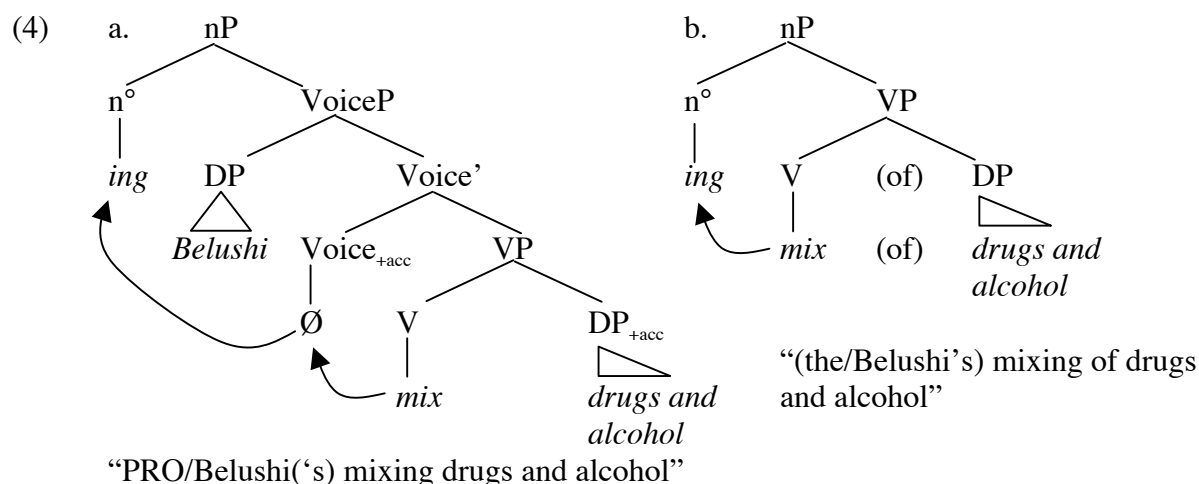 (4) a. nP b. nP
n° VoiceP n° VP
ing DP Voice’ ing V (of) DP
Belushi Voice+acc VP mix (of) drugs and
alcohol
Ø V DP+acc
“(the/Belushi’s) mixing of drugs
mix drugs and and alcohol”
alcohol
“PRO/Belushi(‘s) mixing drugs and alcohol”